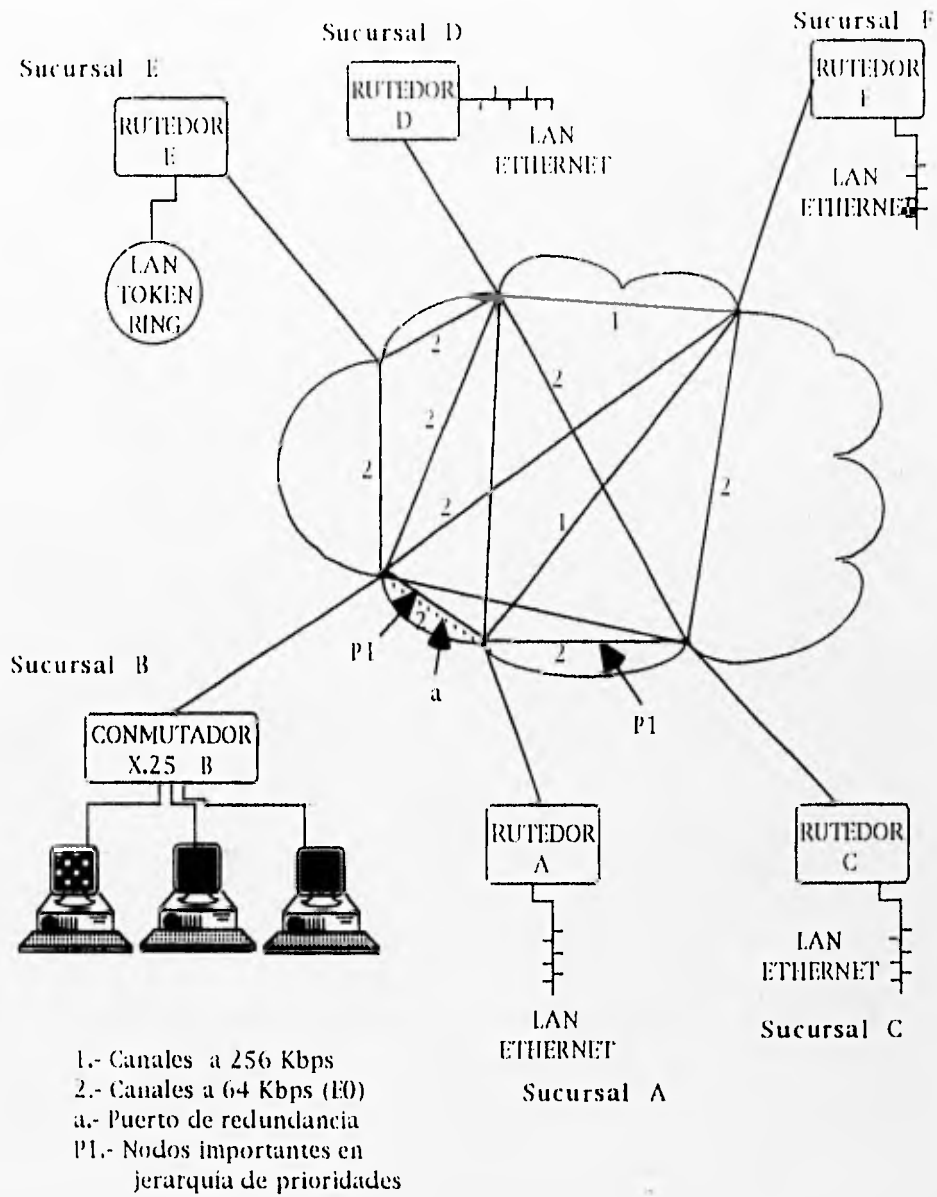 Sucursal E
Sucursal D
Sucursal F
RUTEDOR
E
RUTEDOR
D
RUTEDOR
F
LAN
ETHERNET
LAN
ETHERNET
LAN
TOKEN
RING
1
2
2
2
2
2
2
1
2
2
P1
a
2
P1
Sucursal B
CONMUTADOR
X.25 B
RUTEDOR
A
RUTEDOR
C
LAN
ETHERNET
LAN
ETHERNET
Sucursal C
Sucursal A
1.- Canales a 256 Kbps
2.- Canales a 64 Kbps (E0)
a.- Puerto de redundancia
P1.- Nodos importantes en
jerarquía de prioridades